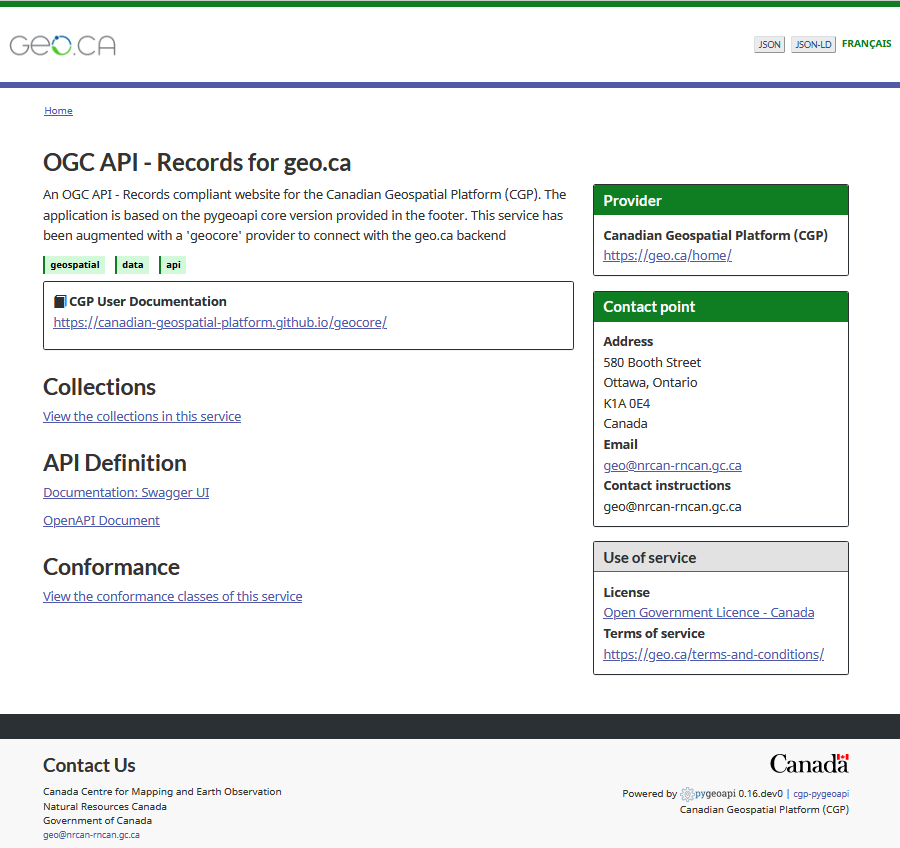 GEO.CA
JSON JSON-LD FRANÇAIS
Home
OGC API - Records for geo.ca
An OGC API - Records compliant website for the Canadian Geospatial Platform (CGP). The
application is based on the pygeoapi core version provided in the footer. This service has
been augmented with a 'geocore' provider to connect with the geo.ca backend
geospatial data api
CGP User Documentation
https://canadian-geospatial-platform.github.io/geocore/
Collections
View the collections in this service
API Definition
Documentation: Swagger UI
OpenAPI Document
Conformance
View the conformance classes of this service
Provider
Canadian Geospatial Platform (CGP)
https://geo.ca/home/
Contact point
Address
580 Booth Street
Ottawa, Ontario
K1A 0E4
Canada
Email
geo@nrcan-rncan.gc.ca
Contact instructions
geo@nrcan-rncan.gc.ca
Use of service
License
Open Government Licence - Canada
Terms of service
https://geo.ca/terms-and-conditions/
Contact Us
Canada Centre for Mapping and Earth Observation
Natural Resources Canada
Government of Canada
geo@nrcan-rncan.gc.ca
Canada
Powered by pygeoapi 0.16.dev0 | cgp-pygeoapi
Canadian Geospatial Platform (CGP)